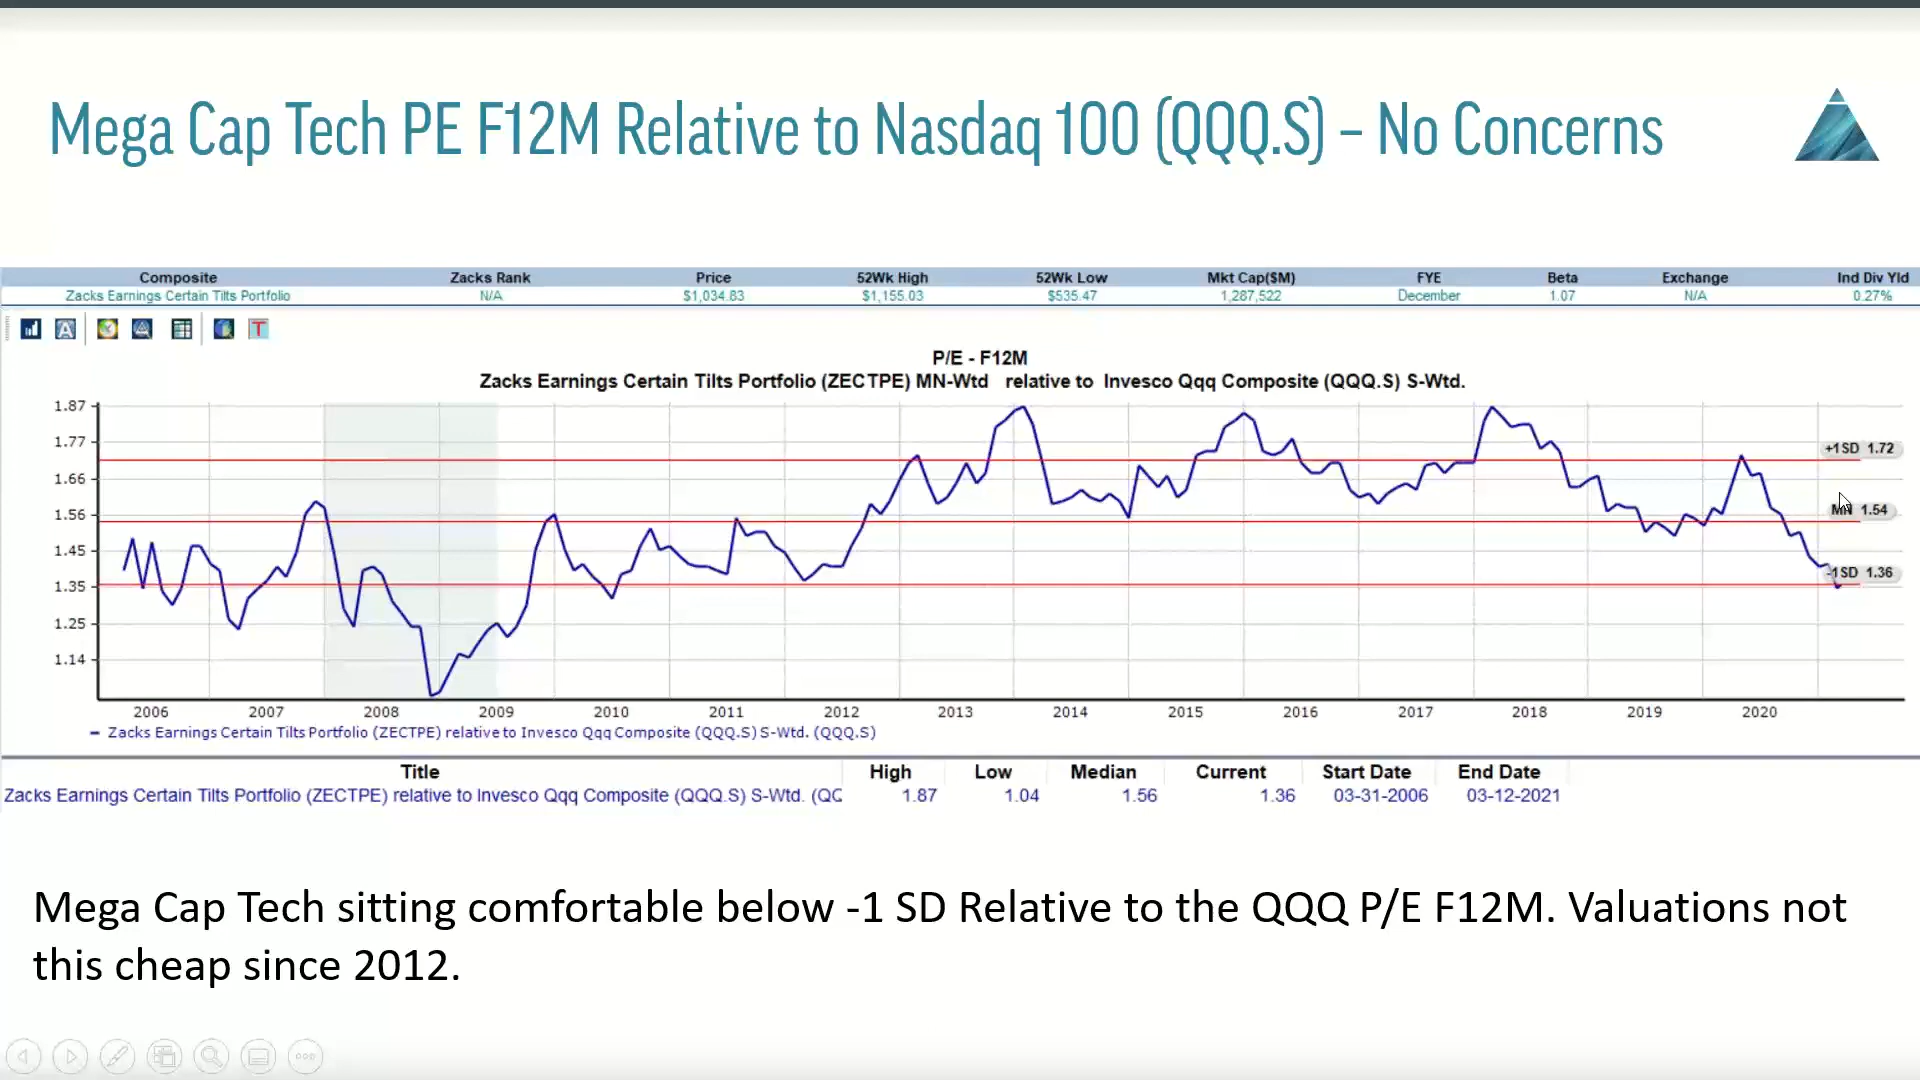 Mega Cap Tech PE F12M Relative to Nasdaq 100 (QQQ.S) – No Concerns
Composite Zacks Rank Price 52Wk High 52Wk Low Mkt Cap($M) FYE Beta Exchange Ind Div Yld
Zacks Earnings Certain Tilts Portfolio N/A $1,034.83 $1,155.03 $535.47 1,287,522 December 1.07 N/A 0.27%
P/E - F12M
Zacks Earnings Certain Tilts Portfolio (ZECTPE) MN-Wtd relative to Invesco Qqq Composite (QQQ.S) S-Wtd.
1.87
1.77
+1SD 1.72
1.66
1.56
MN 1.54
1.45
-1SD 1.36
1.35
1.25
1.14
2006 2007 2008 2009 2010 2011 2012 2013 2014 2015 2016 2017 2018 2019 2020
Zacks Earnings Certain Tilts Portfolio (ZECTPE) relative to Invesco Qqq Composite (QQQ.S) S-Wtd. (QQQ.S)
Title High Low Median Current Start Date End Date
Zacks Earnings Certain Tilts Portfolio (ZECTPE) relative to Invesco Qqq Composite (QQQ.S) S-Wtd. (QC 1.87 1.04 1.56 1.36 03-31-2006 03-12-2021
Mega Cap Tech sitting comfortable below -1 SD Relative to the QQQ P/E F12M. Valuations not
this cheap since 2012.